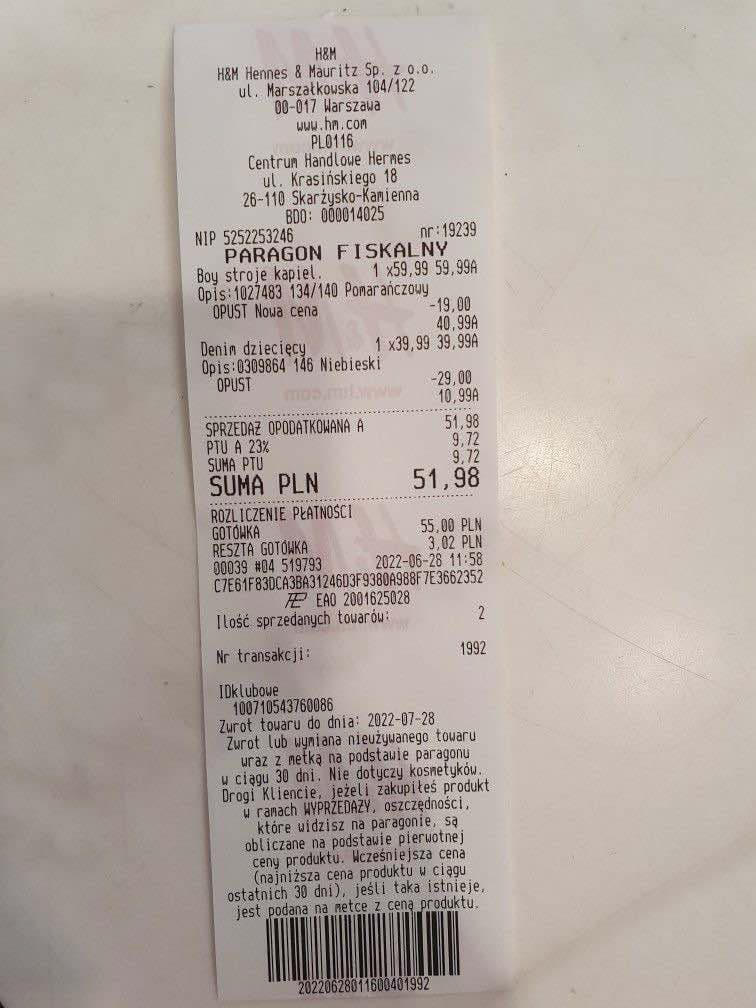 H&M
H&M Hennes & Mauritz Sp. z o.o.
ul. Marszałkowska 104/122
00-017 Warszawa
www.hm.com
PL0116
Centrum Handlowe Hermes
ul. Krasińskiego 18
26-110 Skarżysko-Kamienna
BDO: 000014025
NIP 5252253246 nr:19239
PARAGON FISKALNY
Boy stroje kąpiel. 1 x59,99 59,99A
Opis:1027483 134/140 Pomarańczowy
OPUST Nowa cena -19,00
40,99A
Denim dziecięcy 1 x39,99 39,99A
Opis:0309864 146 Niebieski
OPUST -29,00
10,99A
SPRZEDAŻ OPODATKOWANA A 51,98
PTU A 23% 9,72
SUMA PTU 9,72
SUMA PLN 51,98
ROZLICZENIE PŁATNOŚCI
GOTÓWKA 55,00 PLN
RESZTA GOTÓWKA 3,02 PLN
00039 #04 519793 2022-06-28 11:58
C7E61F83DCA3BA31246D3F9380A988F7E3662352
EAO 2001625028
Ilość sprzedanych towarów: 2
Nr transakcji: 1992
IDklubowe
100710543760086
Zwrot towaru do dnia: 2022-07-28
Zwrot lub wymiana nieużywanego towaru
wraz z metką na podstawie paragonu
w ciągu 30 dni. Nie dotyczy kosmetyków.
Drogi Kliencie, jeżeli zakupiłeś produkt
w ramach WYPRZEDAŻY, oszczędności,
które widzisz na paragonie, są
obliczane na podstawie pierwotnej
ceny produktu. Wcześniejsza cena
(najniższa cena produktu w ciągu
ostatnich 30 dni), jeśli taka istnieje,
jest podana na metce z ceną produktu.
20220628011600401992